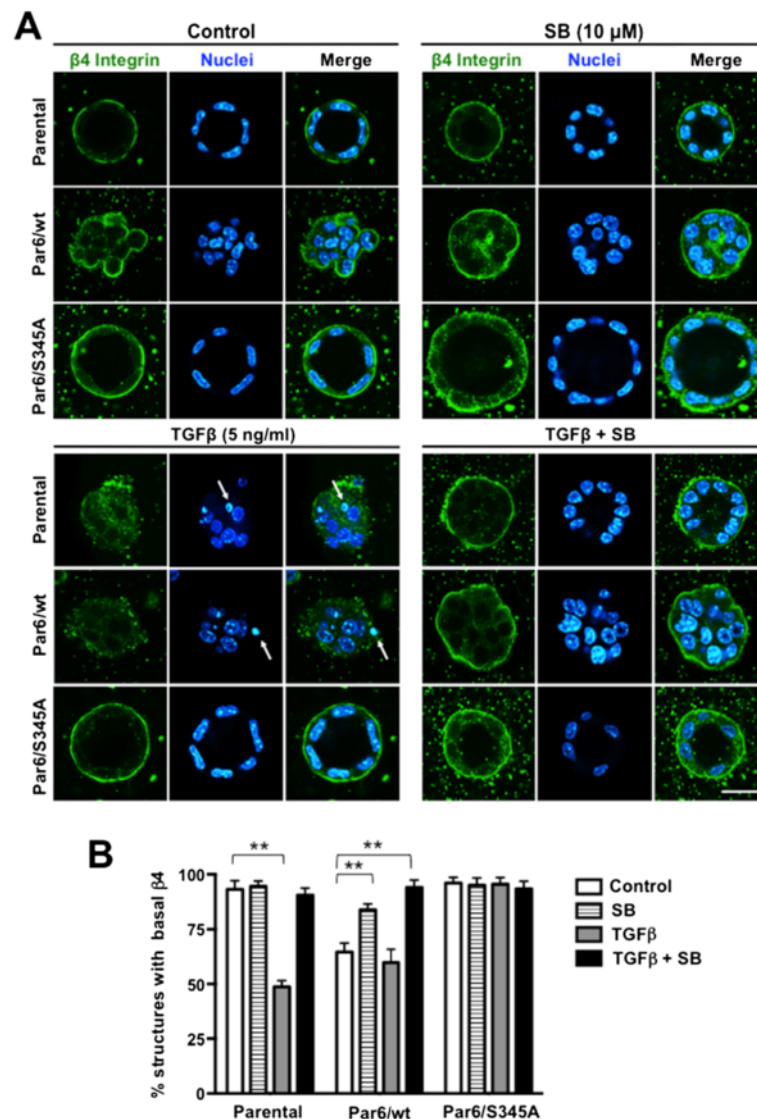 A
Control
SB (10 μM)
β4 Integrin Nuclei Merge
β4 Integrin Nuclei Merge
Parental
Par6/wt
Par6/S345A
TGFβ (5 ng/ml)
TGFβ + SB
Parental
Par6/wt
Par6/S345A
B
% structures with basal β4
100
75
50
25
0
**
**
**
Parental Par6/wt Par6/S345A
Control
SB
TGFβ
TGFβ + SB